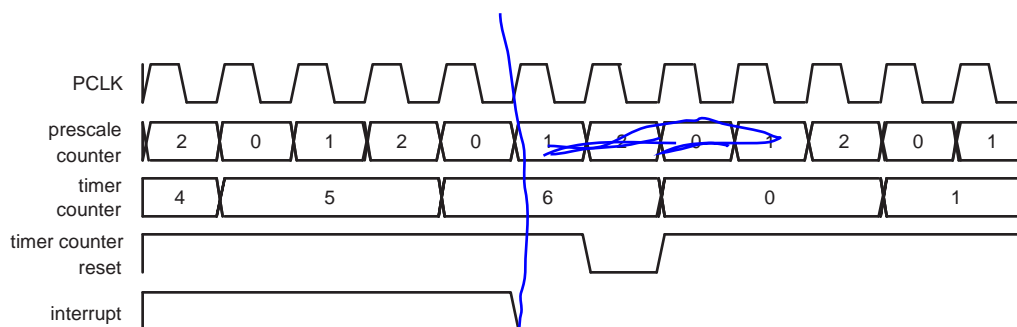 PCLK
prescale
counter
2 0 1 2 0 1 2 0 1 2 0 1
timer
counter
4 5 6 0 1
timer counter
reset
interrupt